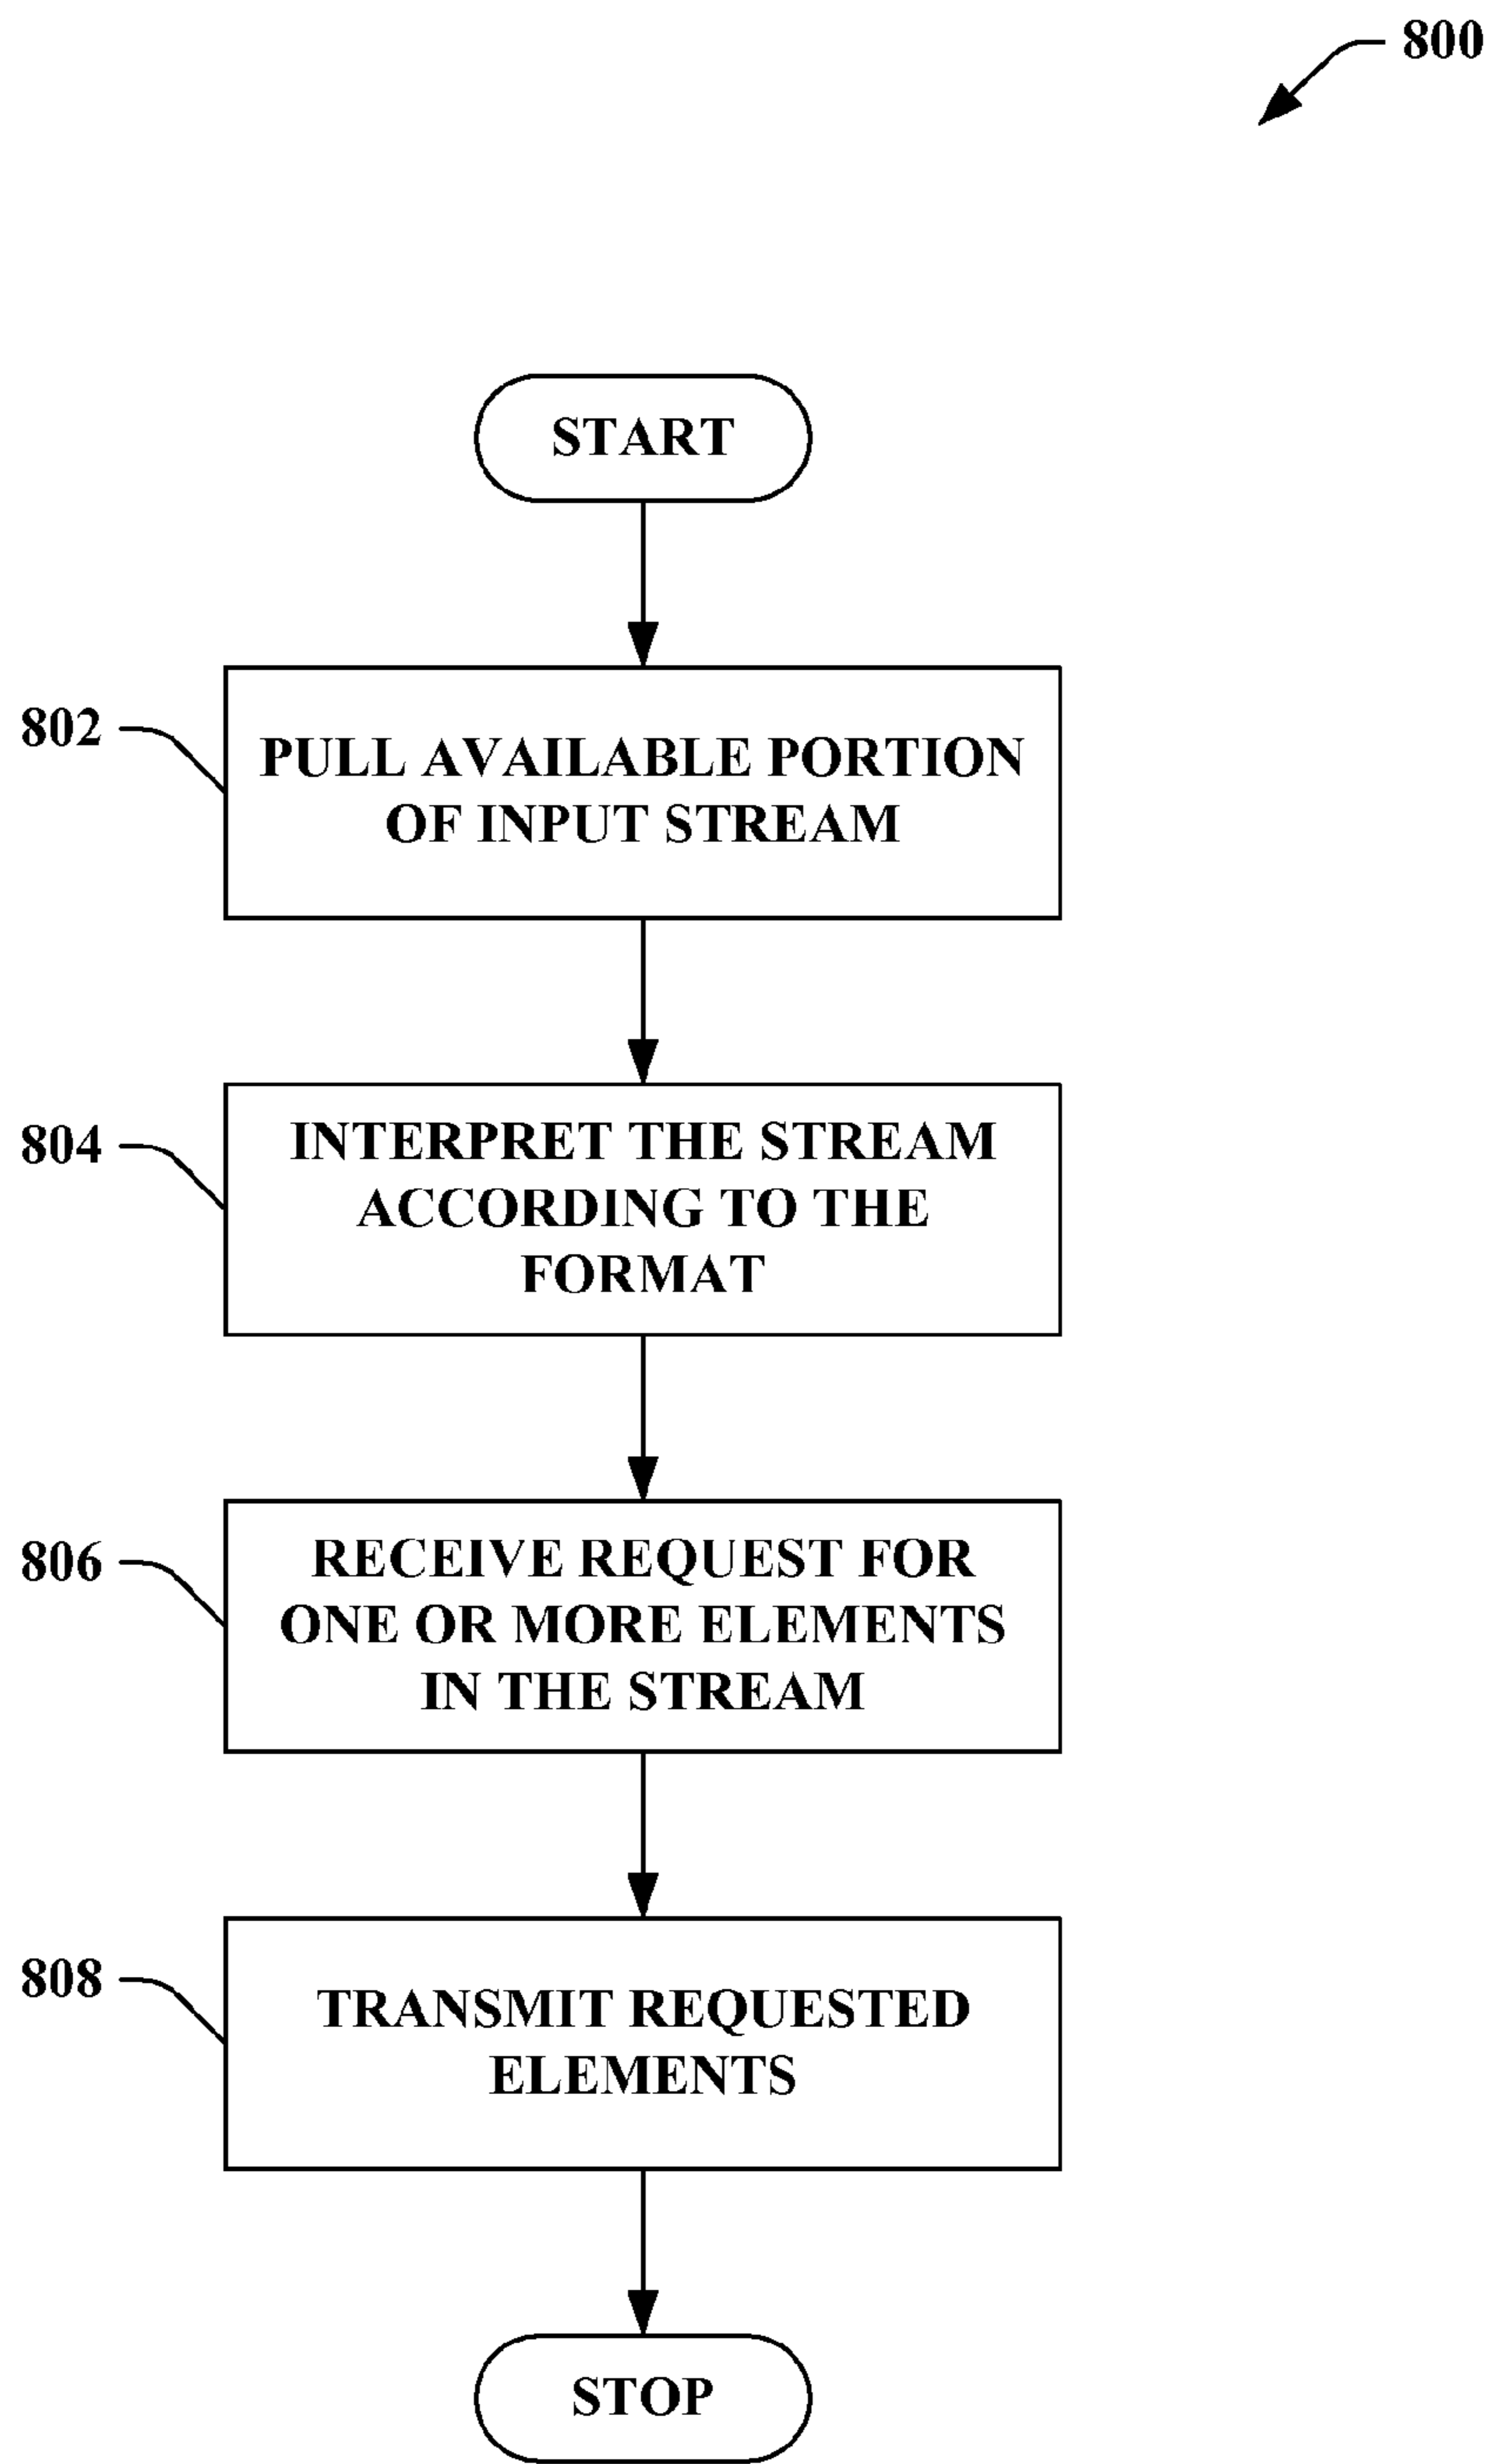 800
START
802
PULL AVAILABLE PORTION
OF INPUT STREAM
804
INTERPRET THE STREAM
ACCORDING TO THE
FORMAT
806
RECEIVE REQUEST FOR
ONE OR MORE ELEMENTS
IN THE STREAM
808
TRANSMIT REQUESTED
ELEMENTS
STOP